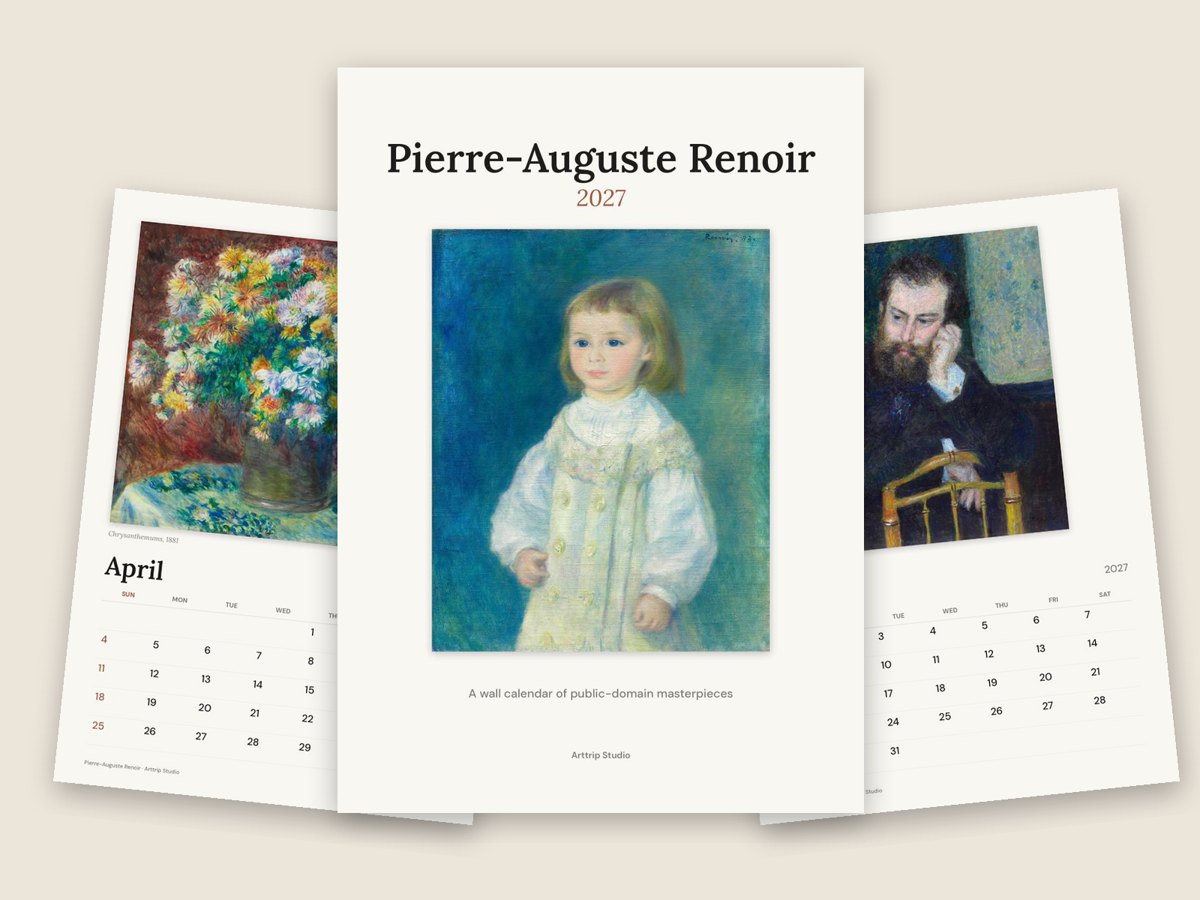 Pierre-Auguste Renoir
2027
Renoir.
A wall calendar of public-domain masterpieces
Arttrip Studio
Chrysanthemums, 1881
April
SUN MON TUE WED
1
4 5 6 7 8
11 12 13 14 15
18 19 20 21 22
25 26 27 28 29
Pierre-Auguste Renoir · Arttrip Studio
2027
TUE WED THU FRI SAT
3 4 5 6 7
10 11 12 13 14
17 18 19 20 21
24 25 26 27 28
31
Studio